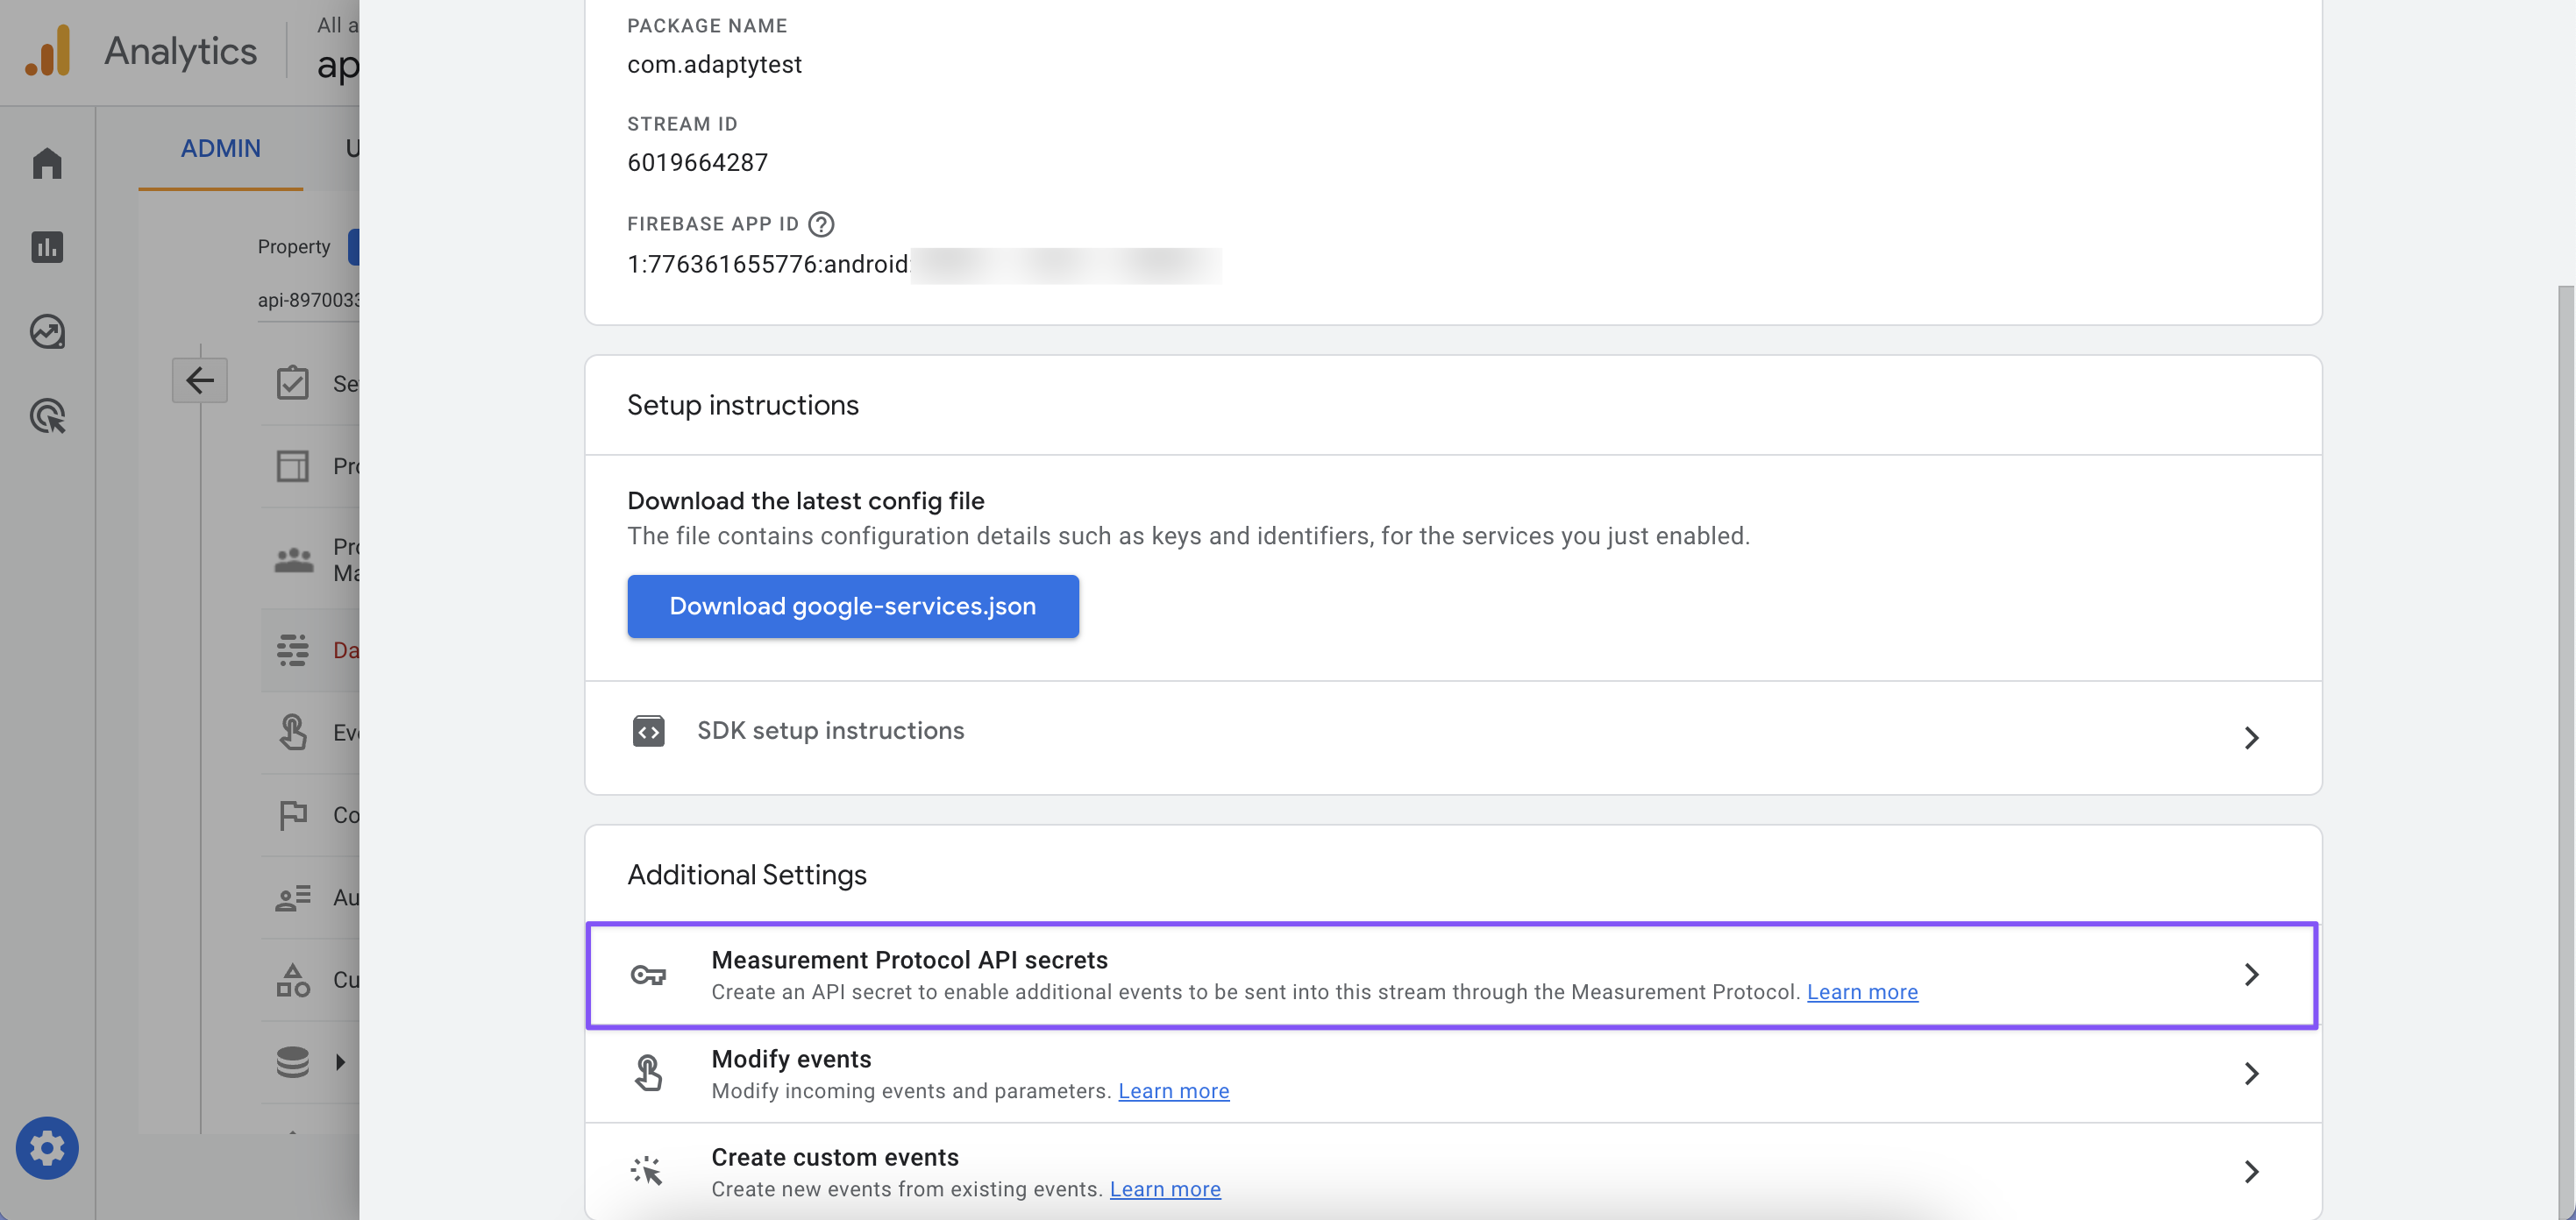 Analytics
All a
ap
ADMIN
U
Property
api-8970033
Se
Pro
Pro
Ma
Da
Eve
Co
Au
Cu
PACKAGE NAME
com.adaptytest
STREAM ID
6019664287
FIREBASE APP ID
1:776361655776:android:
Setup instructions
Download the latest config file
The file contains configuration details such as keys and identifiers, for the services you just enabled.
Download google-services.json
SDK setup instructions
Additional Settings
Measurement Protocol API secrets
Create an API secret to enable additional events to be sent into this stream through the Measurement Protocol. Learn more
Modify events
Modify incoming events and parameters. Learn more
Create custom events
Create new events from existing events. Learn more